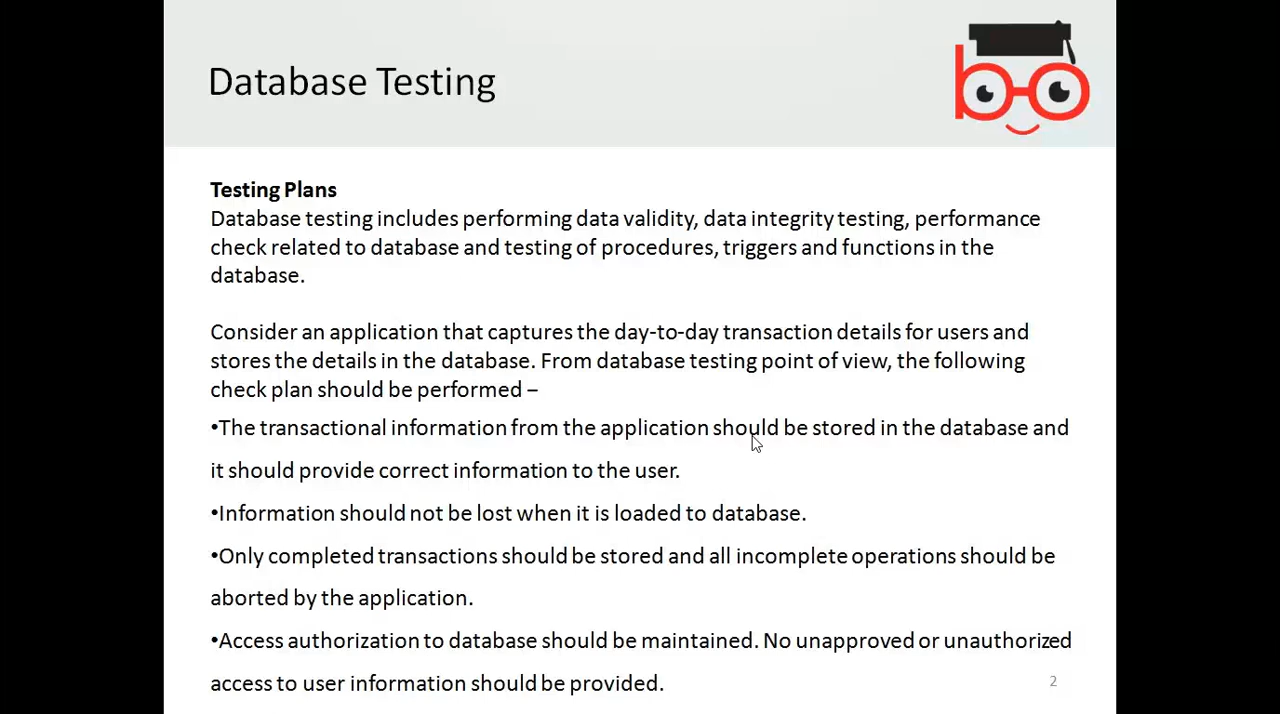 Database Testing
Testing Plans
Database testing includes performing data validity, data integrity testing, performance
check related to database and testing of procedures, triggers and functions in the
database.
Consider an application that captures the day-to-day transaction details for users and
stores the details in the database. From database testing point of view, the following
check plan should be performed −
•The transactional information from the application should be stored in the database and
it should provide correct information to the user.
•Information should not be lost when it is loaded to database.
•Only completed transactions should be stored and all incomplete operations should be
aborted by the application.
•Access authorization to database should be maintained. No unapproved or unauthorized
access to user information should be provided.
2